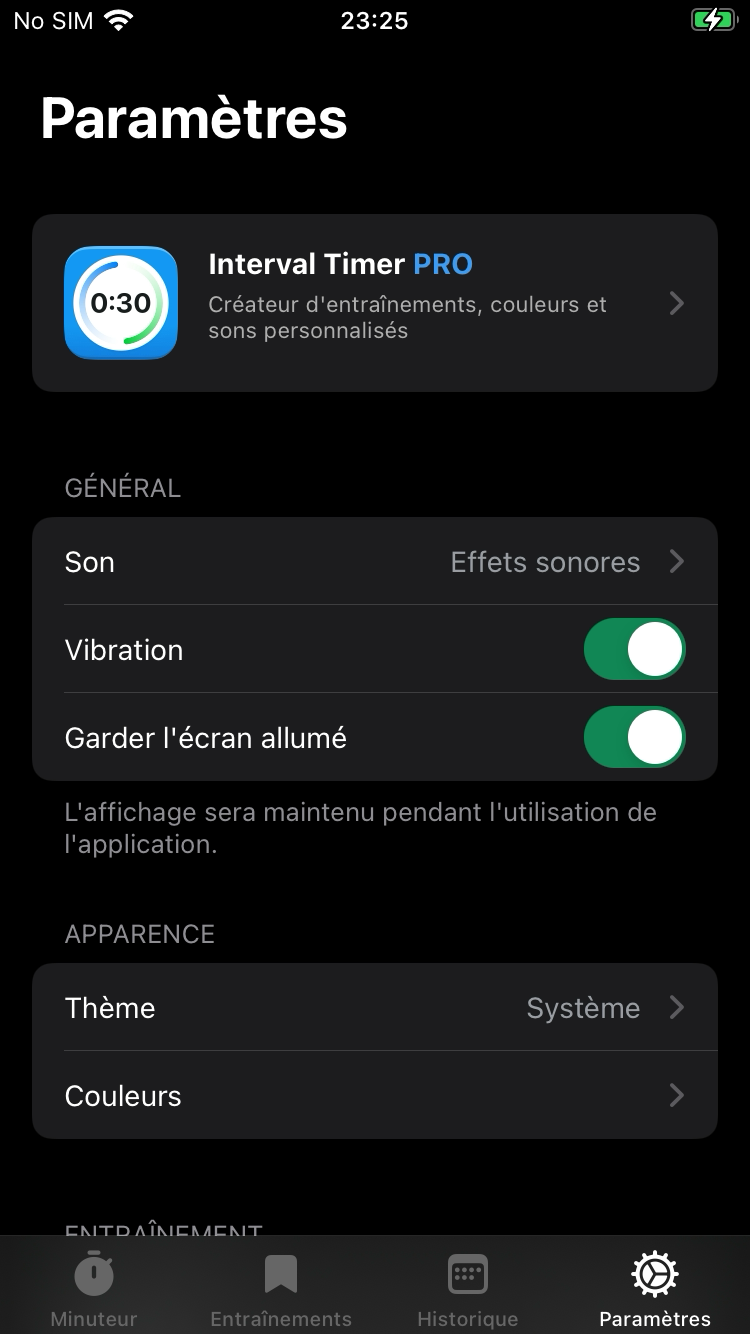 No SIM 23:25
Paramètres
0:30
Interval Timer PRO
Créateur d'entraînements, couleurs et
sons personnalisés
GÉNÉRAL
Son Effets sonores
Vibration
Garder l'écran allumé
L'affichage sera maintenu pendant l'utilisation de
l'application.
APPARENCE
Thème Système
Couleurs
ENTRAÎNEMENT
Minuteur Entraînements Historique Paramètres